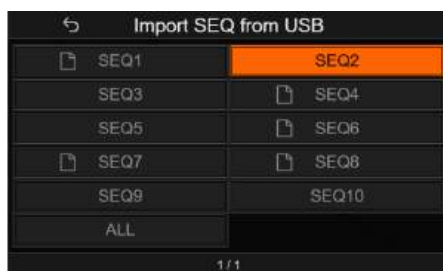 Import SEQ from USB
SEQ1 SEQ2
SEQ3 SEQ4
SEQ5 SEQ6
SEQ7 SEQ8
SEQ9 SEQ10
ALL
1/1